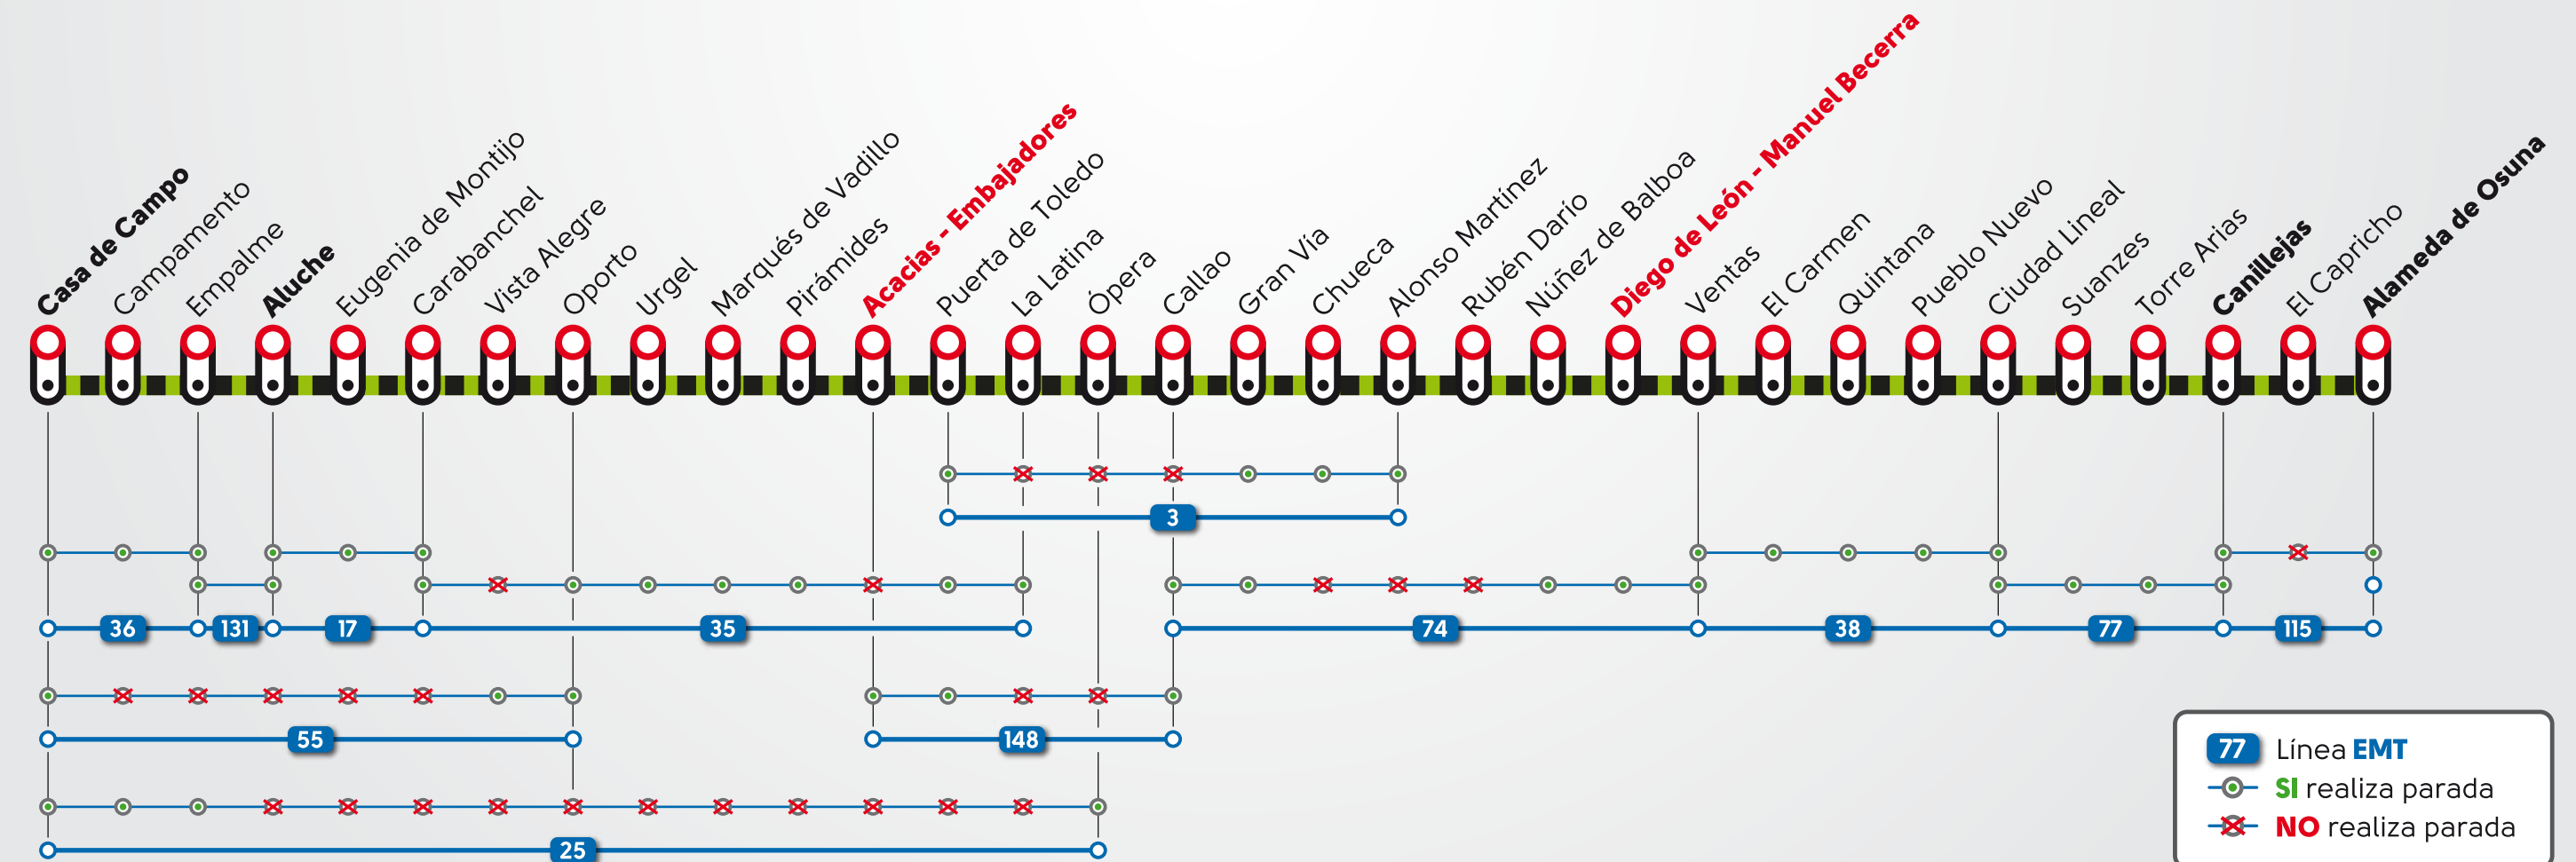 Casa de Campo
Campamento
Empalme
Aluche
Eugenia de Montijo
Carabanchel
Vista Alegre
Oporto
Urgel
Marqués de Vadillo
Pirámides
Acacias - Embajadores
Puerta de Toledo
La Latina
Ópera
Callao
Gran Vía
Chueca
Alonso Martínez
Rubén Darío
Núñez de Balboa
Diego de León - Manuel Becerra
Ventas
El Carmen
Quintana
Pueblo Nuevo
Ciudad Lineal
Suanzes
Torre Arias
Canillejas
El Capricho
Alameda de Osuna
3
36
131
17
35
74
38
77
115
55
148
25
77 Línea EMT
SI realiza parada
NO realiza parada